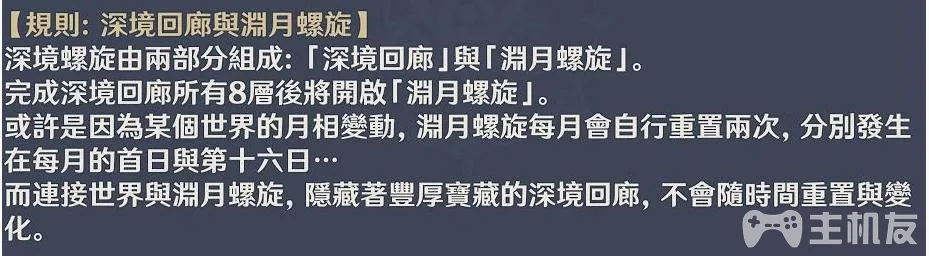 【規則: 深境回廊與淵月螺旋】
深境螺旋由兩部分組成:「深境回廊」與「淵月螺旋」。
完成深境回廊所有8層後將開啟「淵月螺旋」。
或許是因為某個世界的月相變動, 淵月螺旋每月會自行重置兩次, 分別發生
在每月的首日與第十六日…
而連接世界與淵月螺旋, 隱藏著豐厚寶藏的深境回廊, 不會隨時間重置與變
化。
主机友